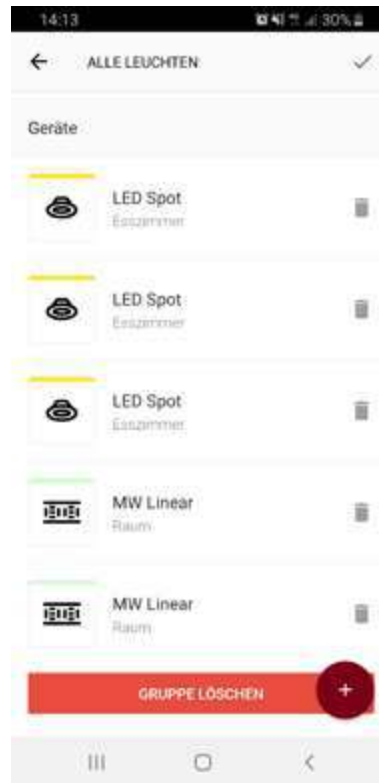 14:13
30%
ALLE LEUCHTEN
Geräte
LED Spot
Esszimmer
LED Spot
Esszimmer
LED Spot
Esszimmer
MW Linear
Raum
MW Linear
Raum
GRUPPE LÖSCHEN
+